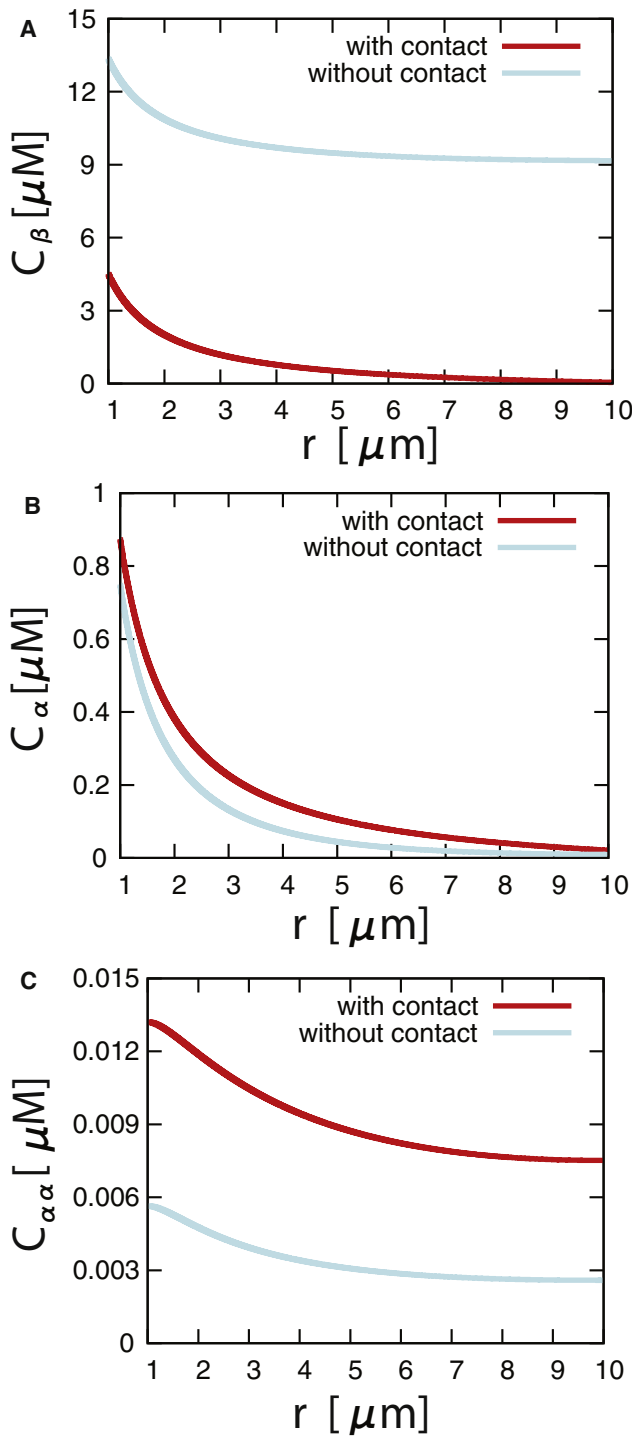 A
15
12
9
6
3
0
C β [μM]
with contact
without contact
1 2 3 4 5 6 7 8 9 10
r [ μm]
B
1
0.8
0.6
0.4
0.2
0
C α [μM]
with contact
without contact
1 2 3 4 5 6 7 8 9 10
r [ μm]
C
0.015
0.012
0.009
0.006
0.003
0
C α α [ μM]
with contact
without contact
1 2 3 4 5 6 7 8 9 10
r [ μm]